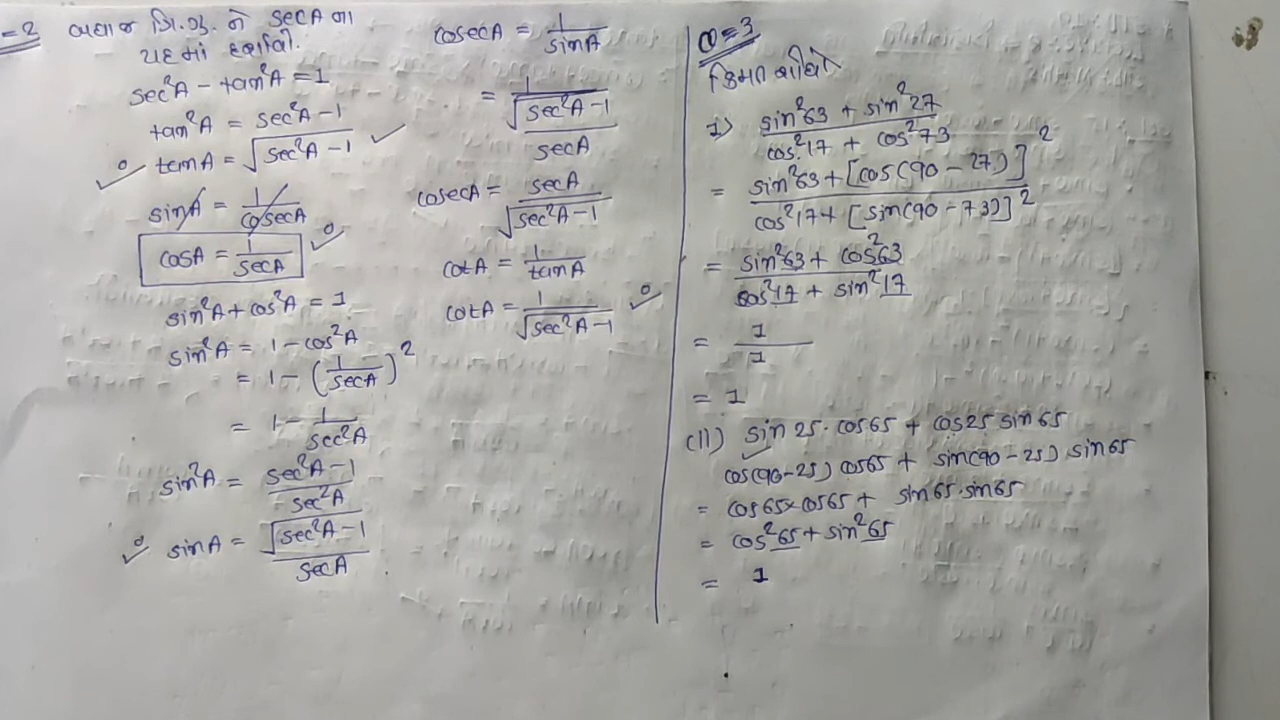 =2 બધા જ ત્રિ.ગુ. ને secA ના
પદમાં દર્શાવો.
sec²A - tan²A = 1
tan²A = sec²A - 1
tanA = √(sec²A - 1)
sinA = 1/cosecA
cosA = 1/secA
sin²A + cos²A = 1
sin²A = 1 - cos²A
= 1 - (1/secA)²
= 1 - 1/sec²A
sin²A = (sec²A - 1)/sec²A
sinA = √(sec²A - 1)/secA
cosecA = 1/sinA
= 1/(√(sec²A - 1)/secA)
cosecA = secA/√(sec²A - 1)
cotA = 1/tanA
cotA = 1/√(sec²A - 1)
Q=3
કિંમત શોધો
1) (sin²63 + sin²27)/(cos²17 + cos²73)
= (sin²63 + [cos(90 - 27)]²)/(cos²17 + [sin(90 - 73)]²)
= (sin²63 + cos²63)/(cos²17 + sin²17)
= 1/1
= 1
(II) sin25·cos65 + cos25 sin65
cos(90-25) cos65 + sin(90-25)·sin65
= cos65×cos65 + sin65·sin65
= cos²65 + sin²65
= 1